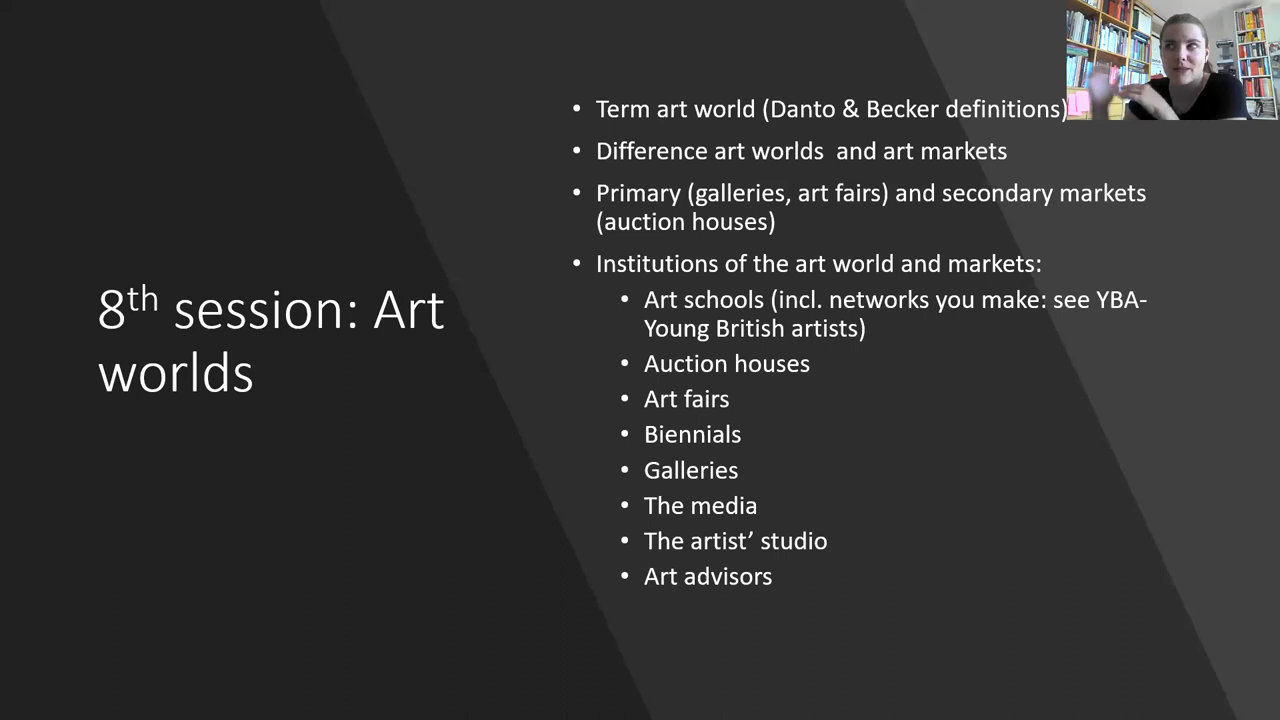 8th session: Art
worlds
• Term art world (Danto & Becker definitions)
• Difference art worlds  and art markets
• Primary (galleries, art fairs) and secondary markets
(auction houses)
• Institutions of the art world and markets:
• Art schools (incl. networks you make: see YBA-
Young British artists)
• Auction houses
• Art fairs
• Biennials
• Galleries
• The media
• The artist’ studio
• Art advisors